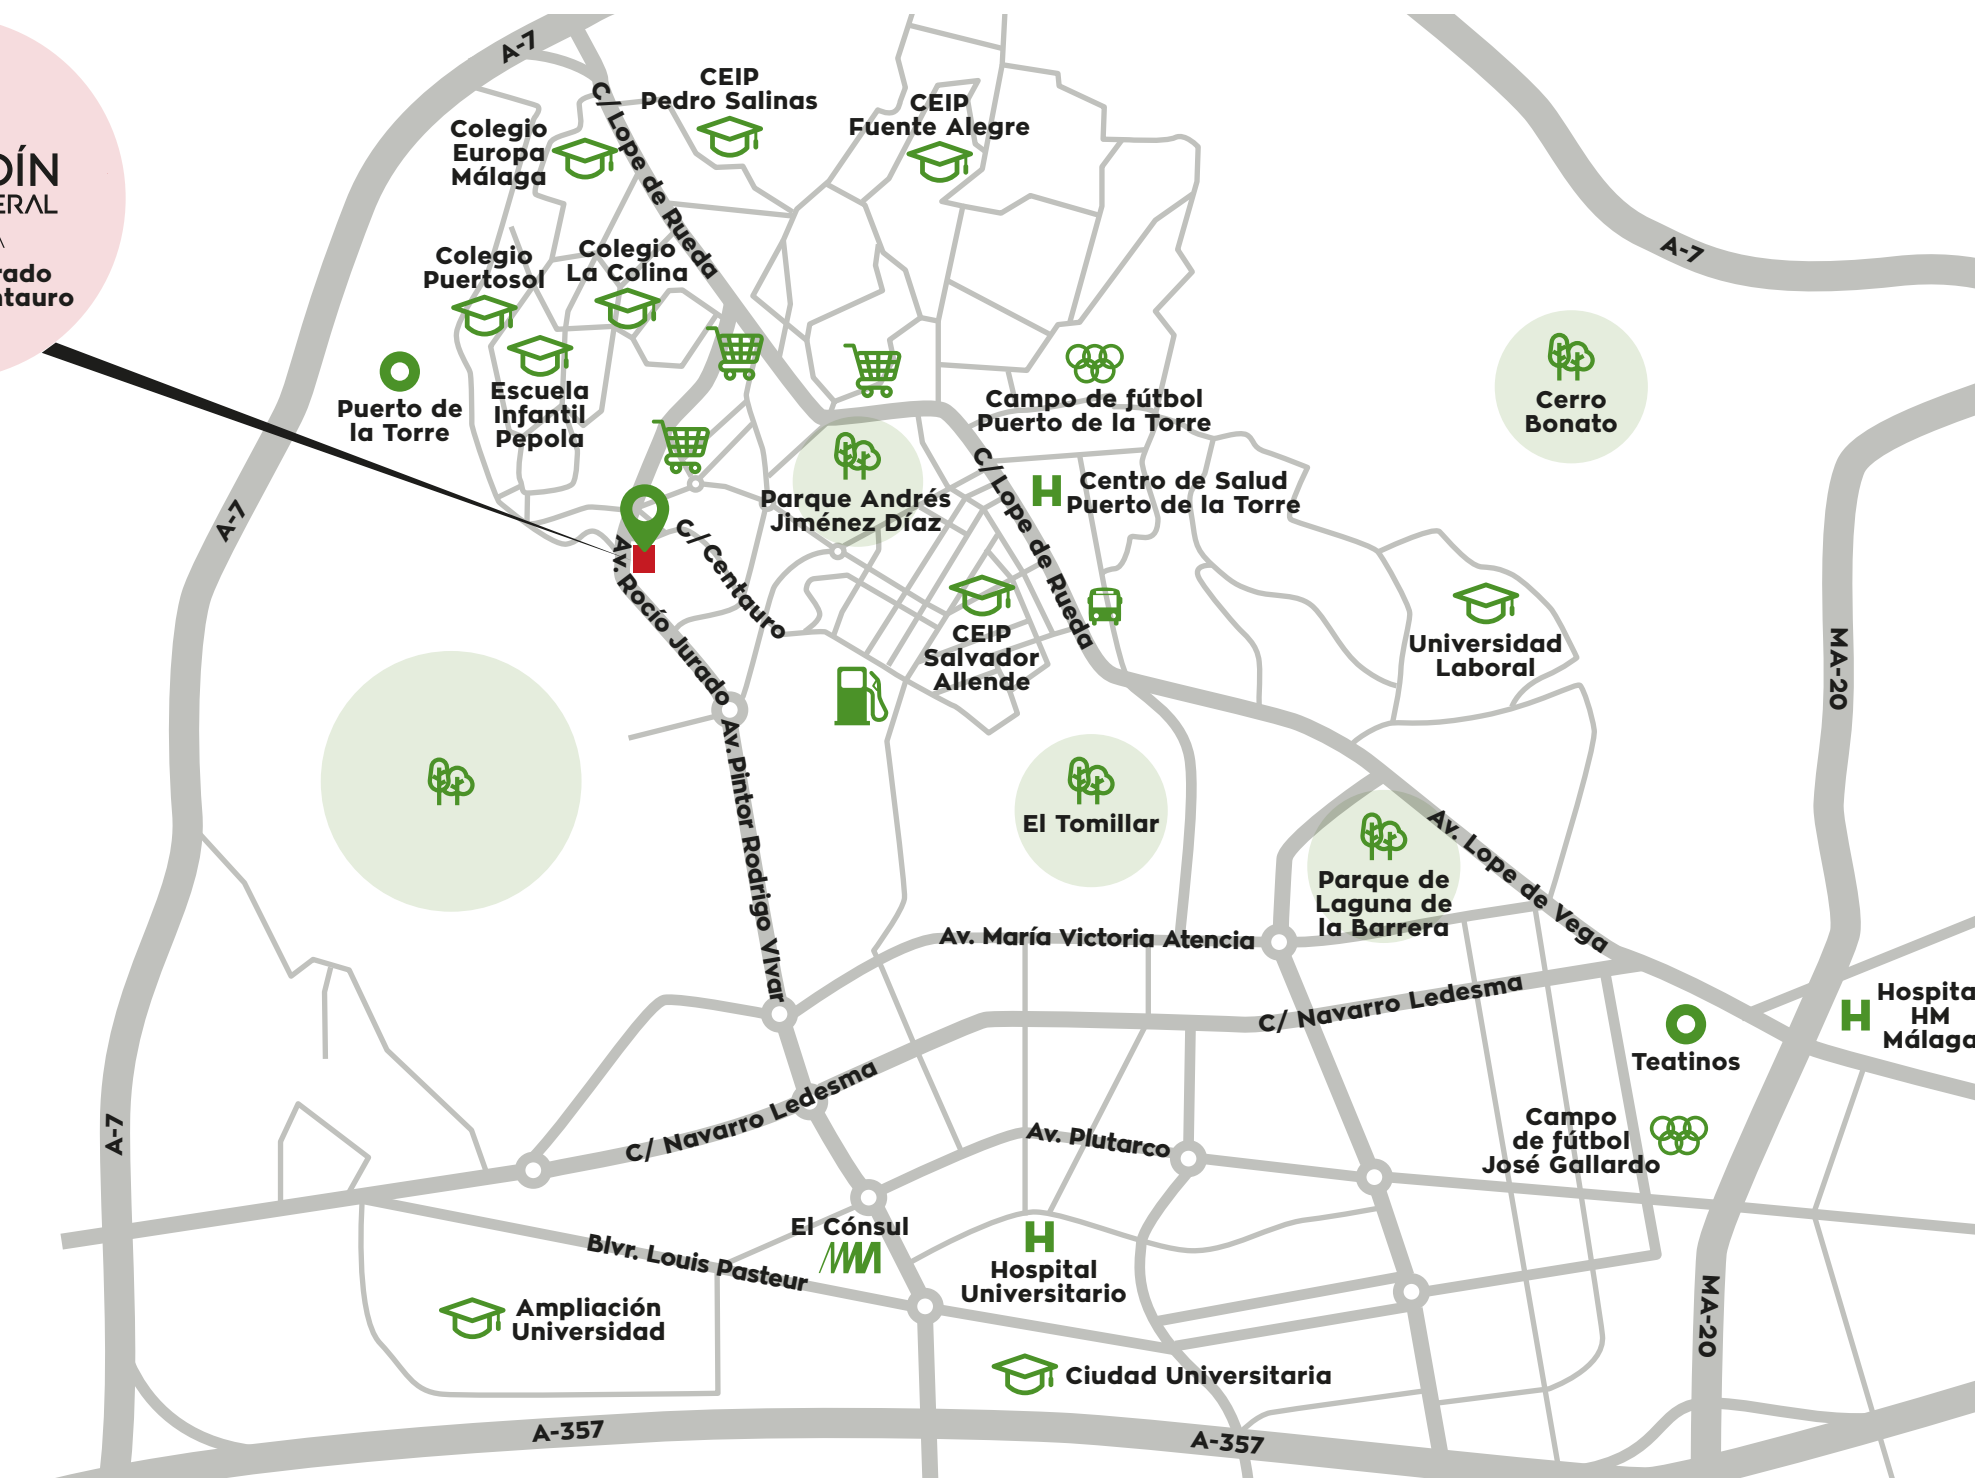 A-7
CEIP
Pedro Salinas
CEIP
Fuente Alegre
Colegio
Europa
Málaga
C/ Lope de Rueda
DÍN
ERAL
rado
ntauro
Colegio
Puertosol
Colegio
La Colina
A-7
Puerto de
la Torre
Escuela
Infantil
Pepola
Campo de fútbol
Puerto de la Torre
Cerro
Bonato
A-7
Parque Andrés
Jiménez Díaz
C/ Lope de Rueda
Centro de Salud
Puerto de la Torre
C/ Centauro
Av. Rocío Jurado
CEIP
Salvador
Allende
Universidad
Laboral
MA-20
Av. Pintor Rodrigo Vivar
El Tomillar
Parque de
Laguna de
la Barrera
Av. Lope de Vega
Av. María Victoria Atencia
C/ Navarro Ledesma
Hospita
HM
Málaga
Teatinos
C/ Navarro Ledesma
A-7
Av. Plutarco
Campo
de fútbol
José Gallardo
El Cónsul
Blvr. Louis Pasteur
Hospital
Universitario
Ampliación
Universidad
MA-20
Ciudad Universitaria
A-357
A-357